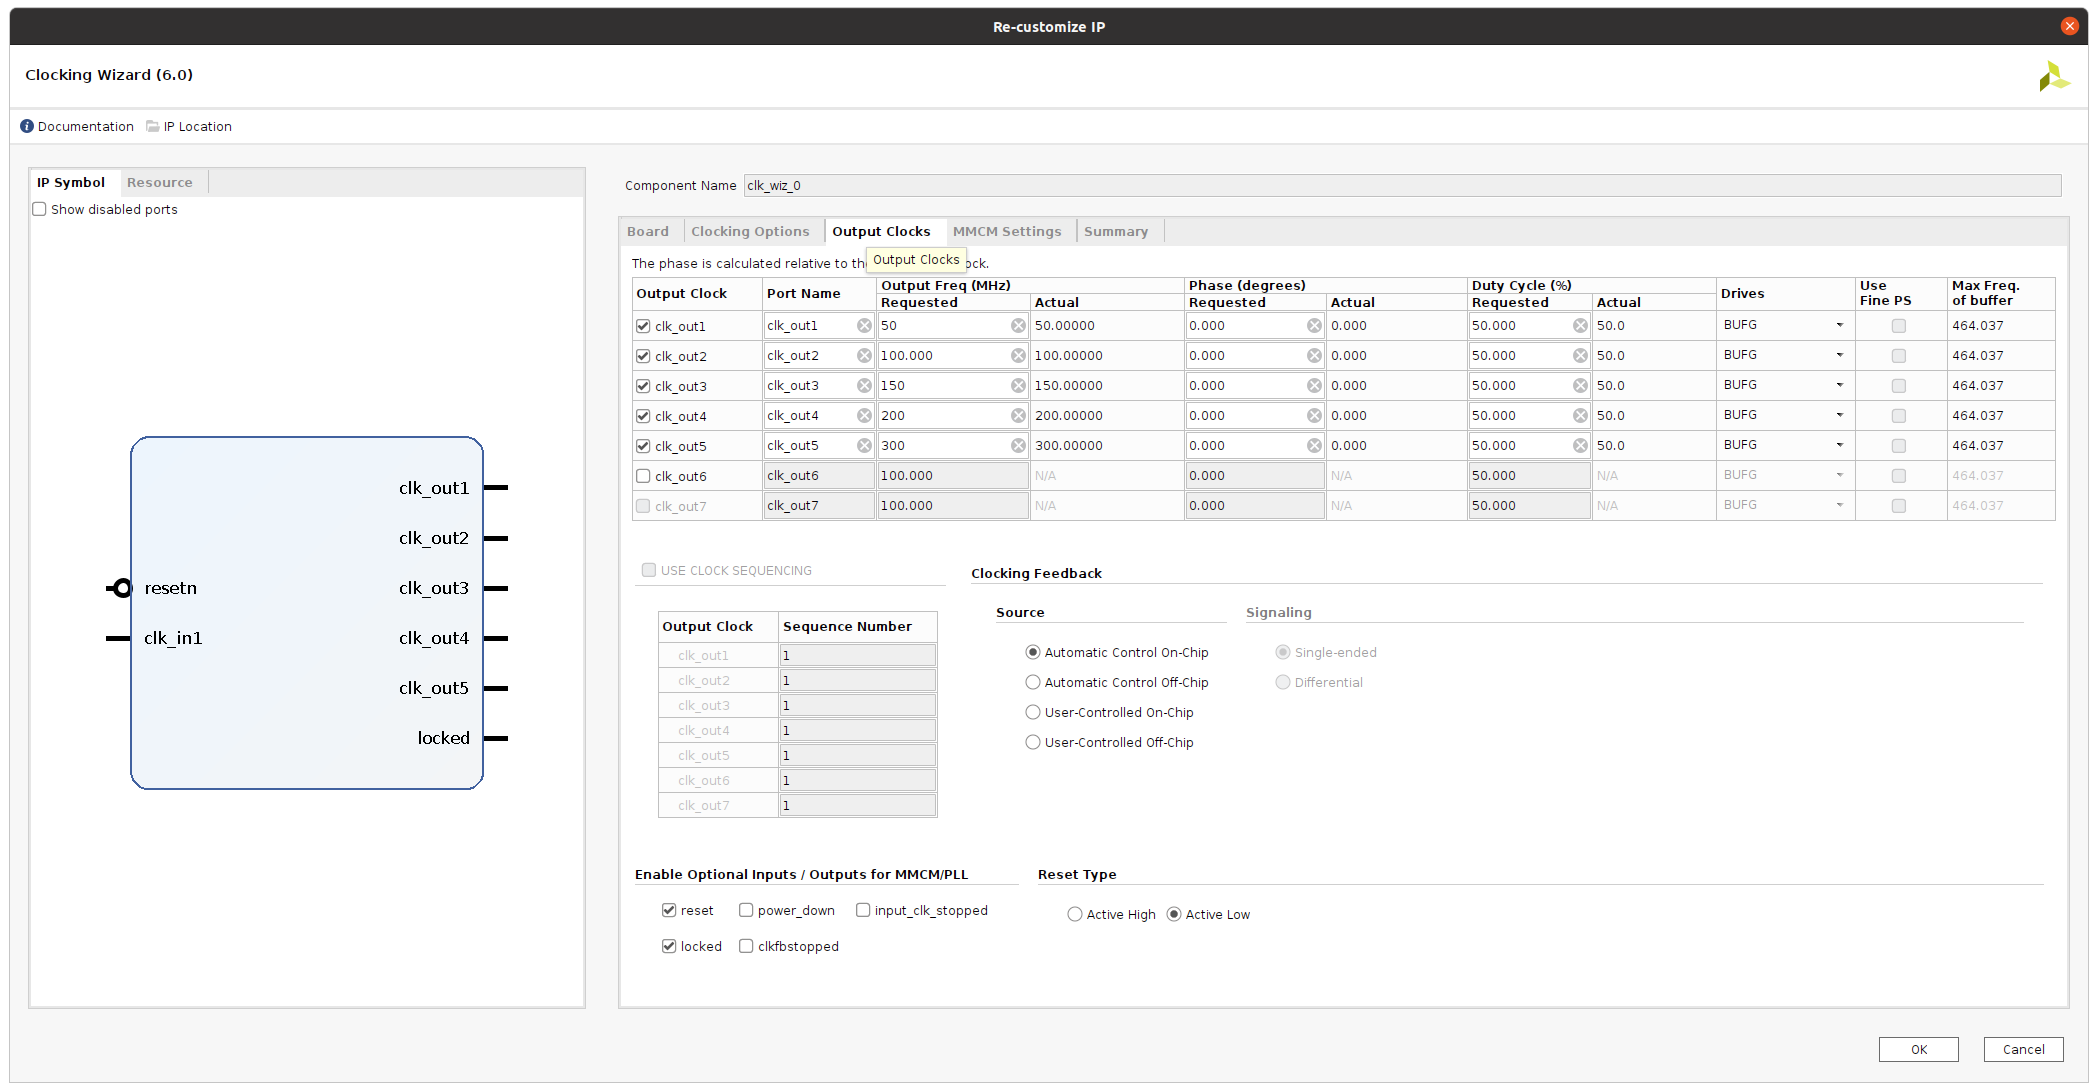 Re-customize IP
Clocking Wizard (6.0)
Documentation IP Location
IP Symbol Resource
Show disabled ports
resetn
clk_in1
clk_out1
clk_out2
clk_out3
clk_out4
clk_out5
locked
Component Name clk_wiz_0
Board Clocking Options Output Clocks MMCM Settings Summary
Output Clocks
The phase is calculated relative to the ock.
Output Clock Port Name Output Freq (MHz) Phase (degrees) Duty Cycle (%) Drives Use Fine PS Max Freq. of buffer
Requested Actual Requested Actual Requested Actual
clk_out1 clk_out1 50 50.00000 0.000 0.000 50.000 50.0 BUFG 464.037
clk_out2 clk_out2 100.000 100.00000 0.000 0.000 50.000 50.0 BUFG 464.037
clk_out3 clk_out3 150 150.00000 0.000 0.000 50.000 50.0 BUFG 464.037
clk_out4 clk_out4 200 200.00000 0.000 0.000 50.000 50.0 BUFG 464.037
clk_out5 clk_out5 300 300.00000 0.000 0.000 50.000 50.0 BUFG 464.037
clk_out6 clk_out6 100.000 N/A 0.000 N/A 50.000 N/A BUFG 464.037
clk_out7 clk_out7 100.000 N/A 0.000 N/A 50.000 N/A BUFG 464.037
USE CLOCK SEQUENCING
Output Clock Sequence Number
clk_out1 1
clk_out2 1
clk_out3 1
clk_out4 1
clk_out5 1
clk_out6 1
clk_out7 1
Clocking Feedback
Source
Automatic Control On-Chip
Automatic Control Off-Chip
User-Controlled On-Chip
User-Controlled Off-Chip
Signaling
Single-ended
Differential
Enable Optional Inputs / Outputs for MMCM/PLL
reset power_down input_clk_stopped
locked clkfbstopped
Reset Type
Active High Active Low
OK Cancel